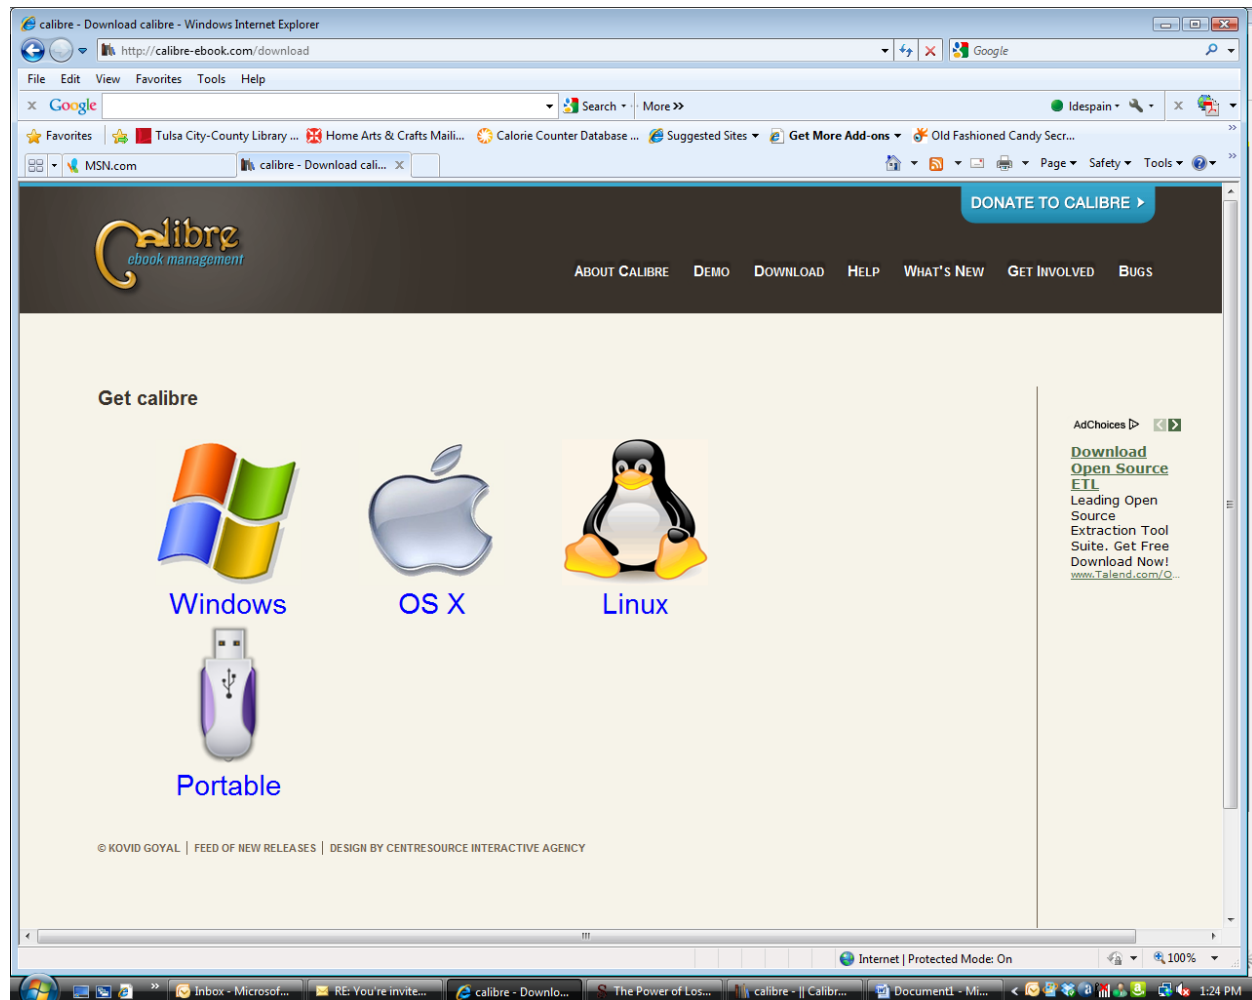 calibre - Download calibre - Windows Internet Explorer
http://calibre-ebook.com/download
Google
File Edit View Favorites Tools Help
x Google Search More >> Idespain
Favorites Tulsa City-County Library ... Home Arts & Crafts Maili... Calorie Counter Database ... Suggested Sites Get More Add-ons Old Fashioned Candy Secr...
MSN.com calibre - Download cali... X Page Safety Tools
DONATE TO CALIBRE
Calibre
ebook management
ABOUT CALIBRE DEMO DOWNLOAD HELP WHAT'S NEW GET INVOLVED BUGS
Get calibre
Windows OS X Linux
Portable
AdChoices
Download
Open Source
ETL
Leading Open
Source
Extraction Tool
Suite. Get Free
Download Now!
www.Talend.com/O...
© KOVID GOYAL | FEED OF NEW RELEASES | DESIGN BY CENTRESOURCE INTERACTIVE AGENCY
Internet | Protected Mode: On 100%
Inbox - Microsof... RE: You're invite... calibre - Downlo... The Power of Los... calibre - || Calibr... Document1 - Mi... 1:24 PM